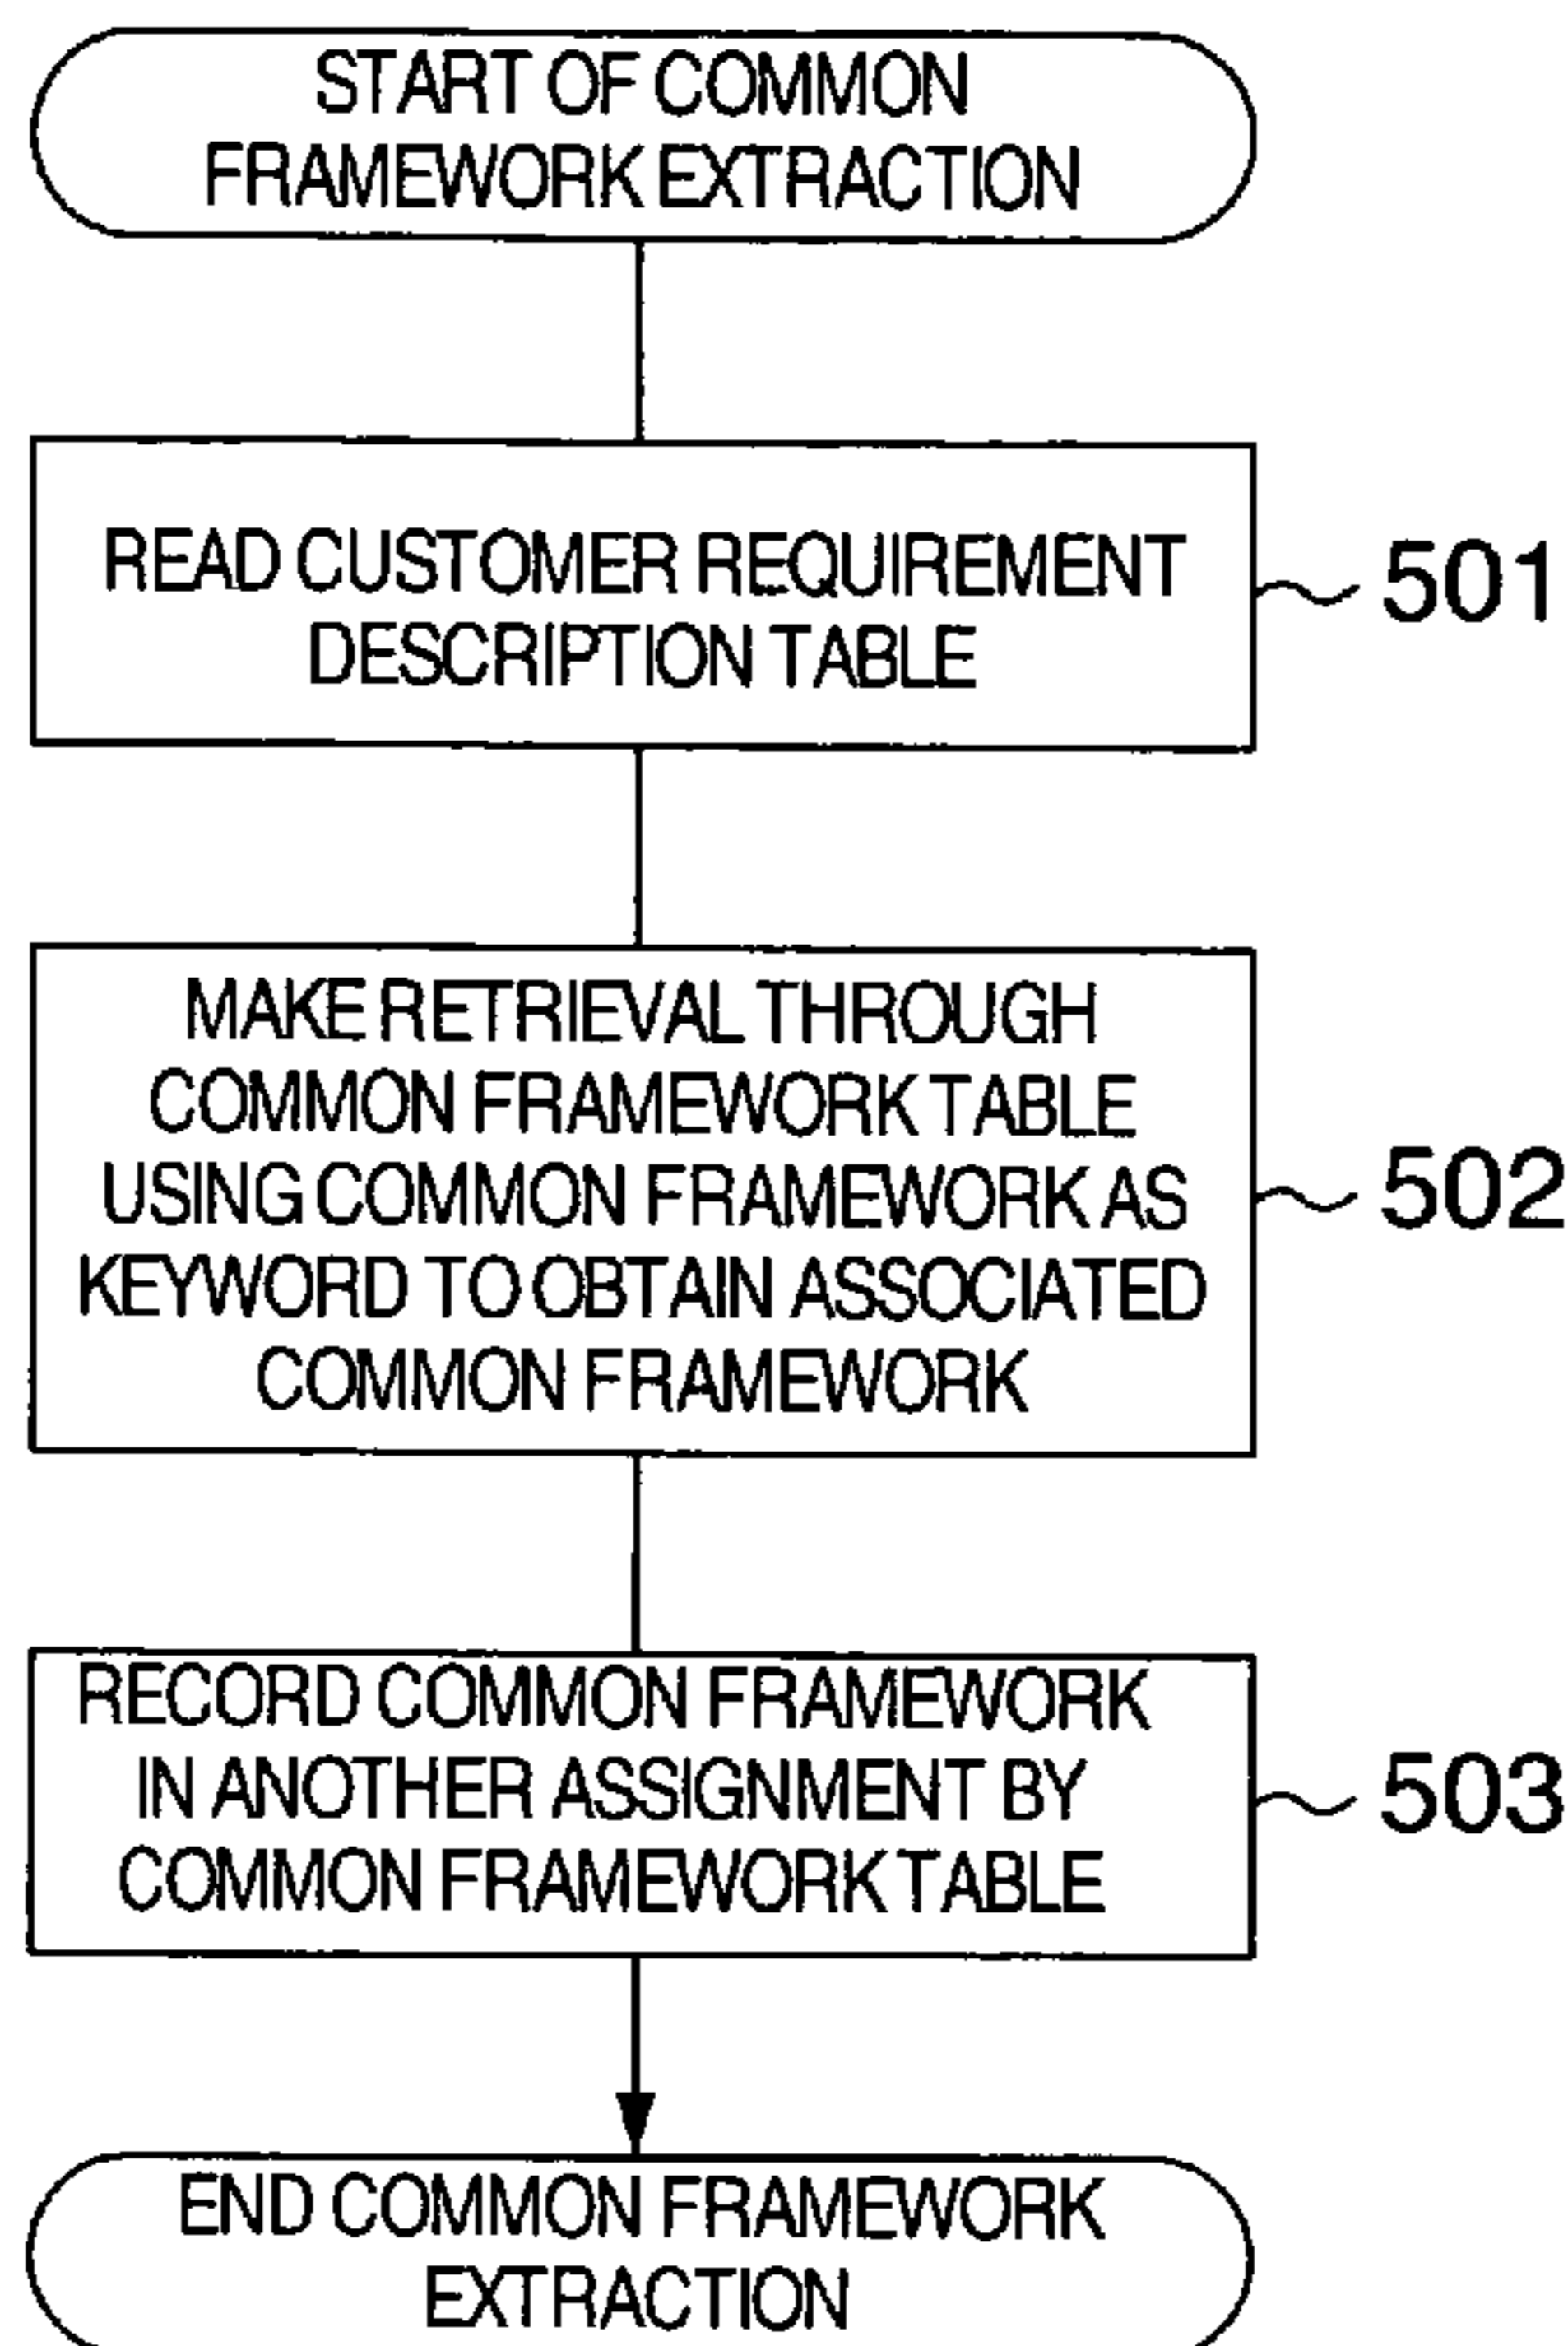 START OF COMMON
FRAMEWORK EXTRACTION
READ CUSTOMER REQUIREMENT
DESCRIPTION TABLE
501
MAKE RETRIEVAL THROUGH
COMMON FRAMEWORK TABLE
USING COMMON FRAMEWORK AS
KEYWORD TO OBTAIN ASSOCIATED
COMMON FRAMEWORK
502
RECORD COMMON FRAMEWORK
IN ANOTHER ASSIGNMENT BY
COMMON FRAMEWORK TABLE
503
END COMMON FRAMEWORK
EXTRACTION